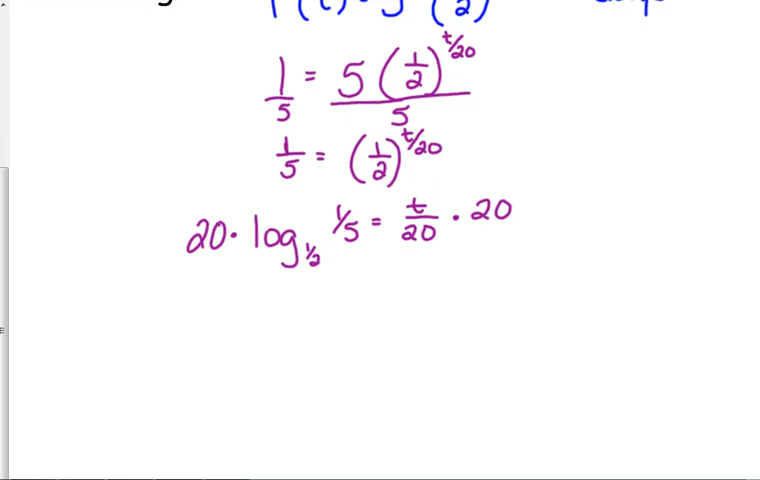 1/5 = 5(1/2)^(t/20)/5
1/5 = (1/2)^(t/20)
20 · log_(1/2) 1/5 = t/20 · 20